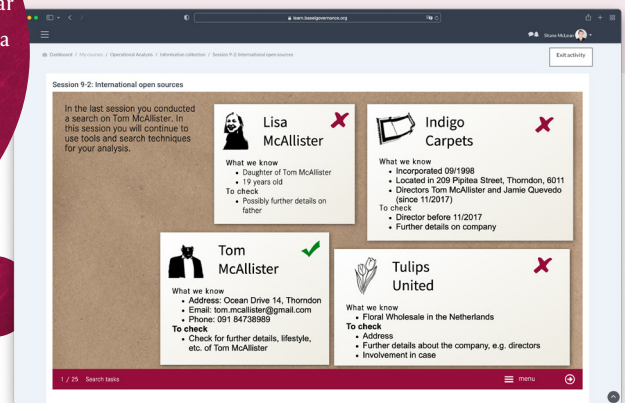 ar
a
learn.baselgovernance.org
Shane McLean
Dashboard / My courses / Operational Analysis / Information collection / Session 9-2: International open sources
Exit activity
Session 9-2: International open sources
In the last session you conducted
a search on Tom McAllister. In
this session you will continue to
use tools and search techniques
for your analysis.
Lisa
McAllister
What we know
• Daughter of Tom McAllister
• 19 years old
To check
• Possibly further details on
father
Indigo
Carpets
What we know
• Incorporated 09/1998
• Located in 209 Pipitea Street, Thorndon, 6011
• Directors Tom McAllister and Jamie Quevedo
(since 11/2017)
To check
• Director before 11/2017
• Further details on company
Tom
McAllister
What we know
• Address: Ocean Drive 14, Thorndon
• Email: tom.mcallister@gmail.com
• Phone: 091 84738989
To check
• Check for further details, lifestyle,
etc. of Tom McAllister
Tulips
United
What we know
• Floral Wholesale in the Netherlands
To check
• Address
• Further details about the company, e.g. directors
• Involvement in case
1 / 25 Search tasks
menu